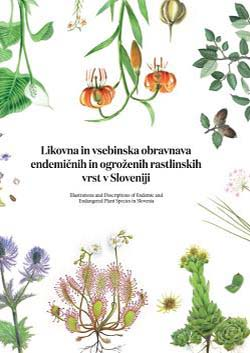 Likovna in vsebinska obravnava
endemičnih in ogroženih rastlinskih
vrst v Sloveniji
Illustrations and Descriptions of Endemic and
Endangered Plant Species in Slovenia